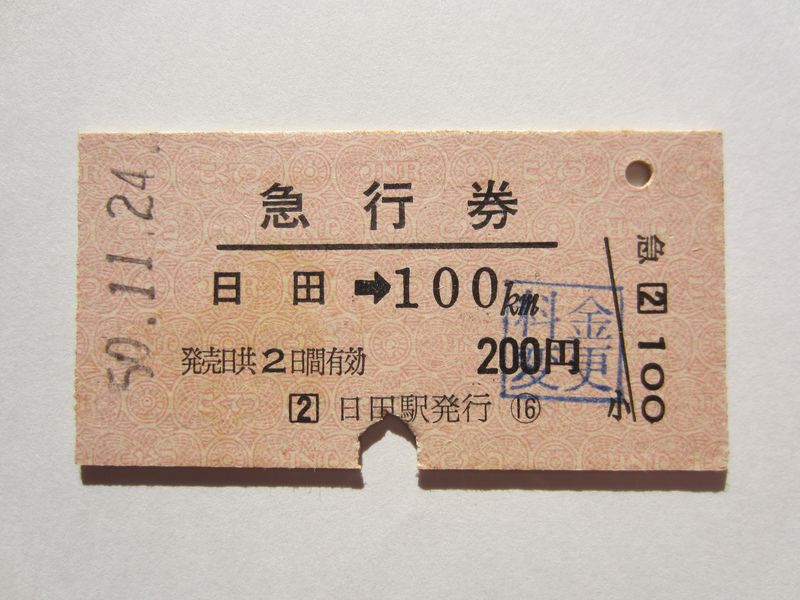 50.11.24.
急行券
日田➡100km
200円
発売日共2日間有効
2 日田駅発行 ⑯
料金
変更
急 2 100
小